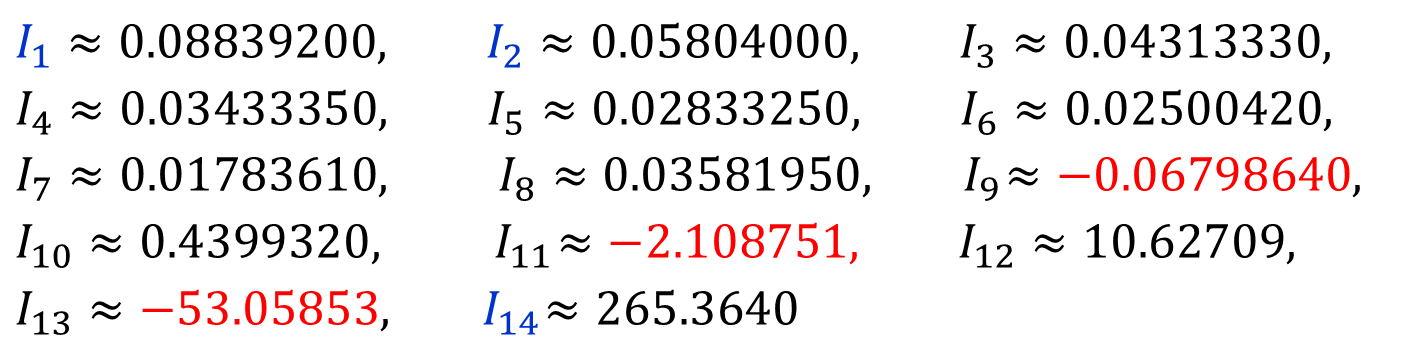 I₁ ≈ 0.08839200, I₂ ≈ 0.05804000, I₃ ≈ 0.04313330,
I₄ ≈ 0.03433350, I₅ ≈ 0.02833250, I₆ ≈ 0.02500420,
I₇ ≈ 0.01783610, I₈ ≈ 0.03581950, I₉ ≈ −0.06798640,
I₁₀ ≈ 0.4399320, I₁₁ ≈ −2.108751, I₁₂ ≈ 10.62709,
I₁₃ ≈ −53.05853, I₁₄ ≈ 265.3640